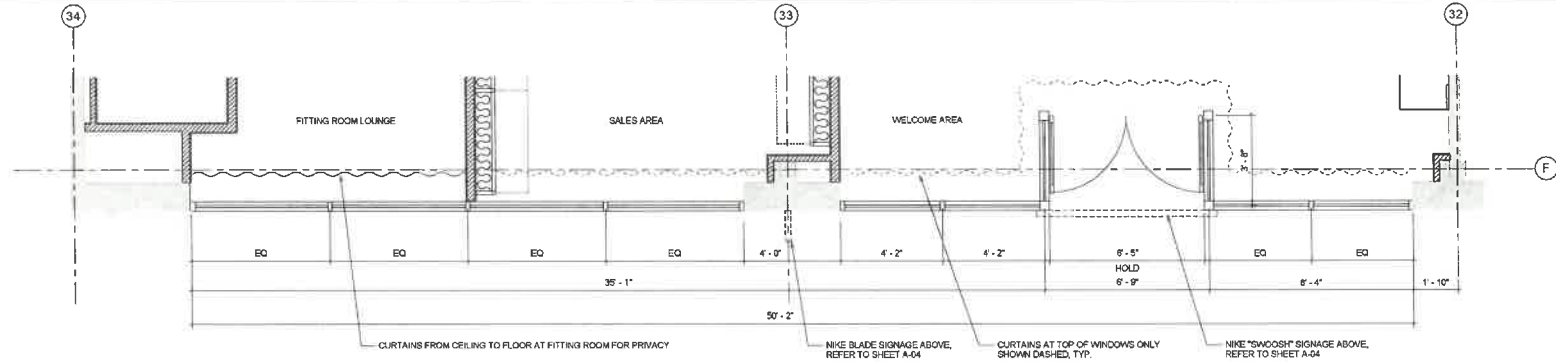 34
33
32
FITTING ROOM LOUNGE
SALES AREA
WELCOME AREA
3' - 8"
F
EQ
EQ
EQ
EQ
4' - 0"
4' - 2"
4' - 2"
6' - 5"
EQ
EQ
HOLD
35' - 1"
6' - 9"
8' - 4"
1' - 10"
50' - 2"
CURTAINS FROM CEILING TO FLOOR AT FITTING ROOM FOR PRIVACY
NIKE BLADE SIGNAGE ABOVE,
REFER TO SHEET A-04
CURTAINS AT TOP OF WINDOWS ONLY
SHOWN DASHED, TYP.
NIKE "SWOOSH" SIGNAGE ABOVE,
REFER TO SHEET A-04